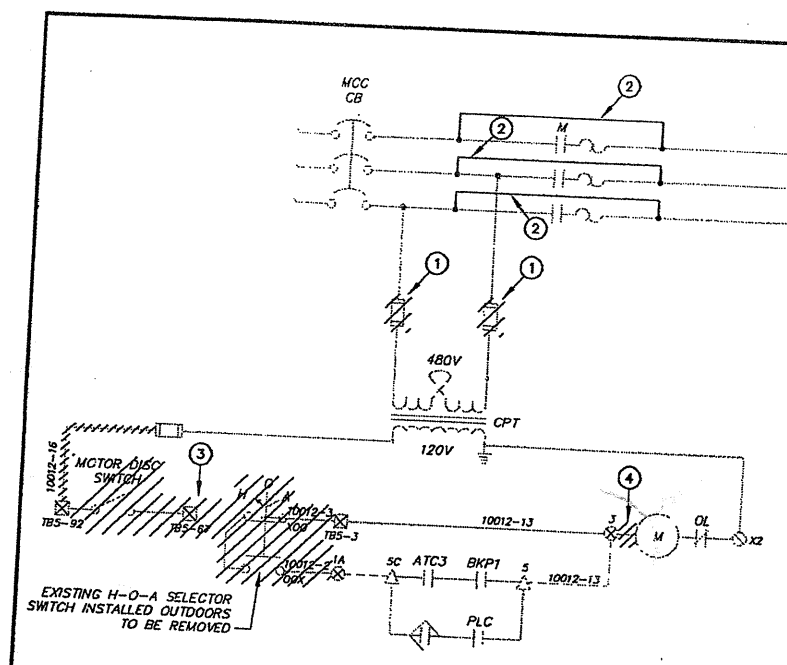 MCC
CB
2
2
M
2
1
1
480V
CPT
120V
10012-16
MOTOR DISC
SWITCH
3
TB5-92
TB5-67
H
O
A
10012-3
XOO
TB5-3
10012-13
3
4
M
OL
X2
10012-2
OOX
1A
5C
ATC3
BKP1
5
10012-13
PLC
EXISTING H-O-A SELECTOR
SWITCH INSTALLED OUTDOORS
TO BE REMOVED